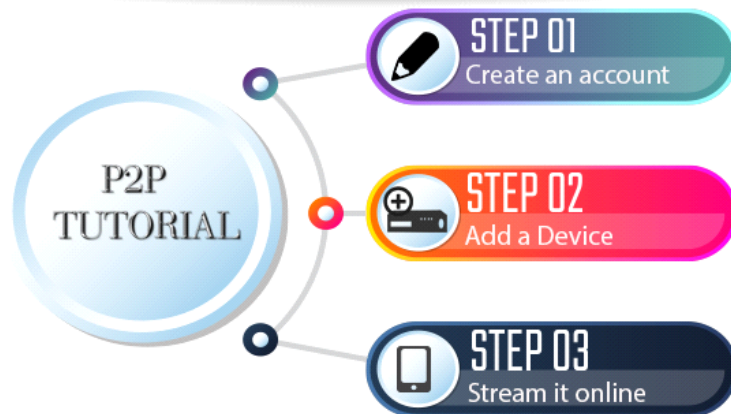 P2P
TUTORIAL
STEP 01
Create an account
STEP 02
Add a Device
STEP 03
Stream it online